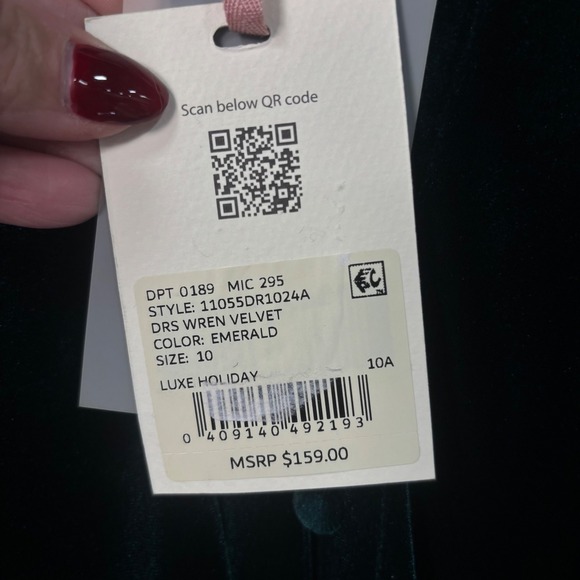 Scan below QR code
DPT 0189 MIC 295
STYLE: 11055DR1024A
DRS WREN VELVET
COLOR: EMERALD
SIZE: 10
LUXE HOLIDAY 10A
0 409140 492193
MSRP $159.00